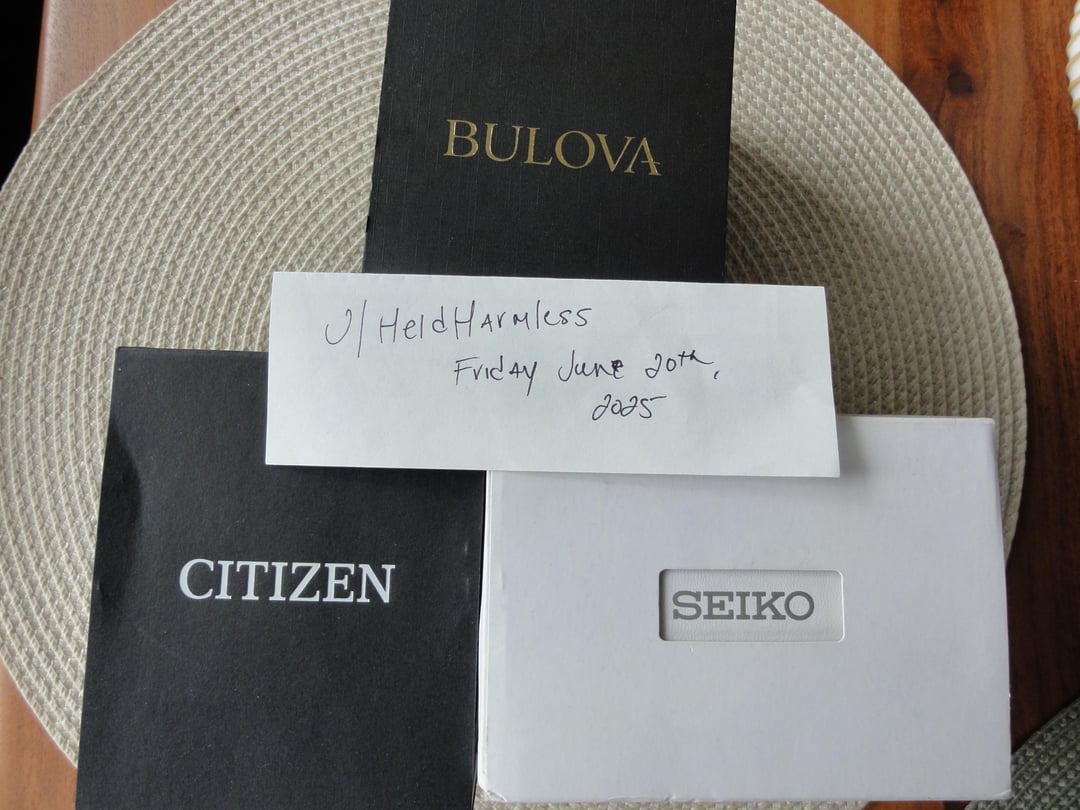 BULOVA
u/HeldHarmless
Friday June 20th,
2025
CITIZEN
SEIKO